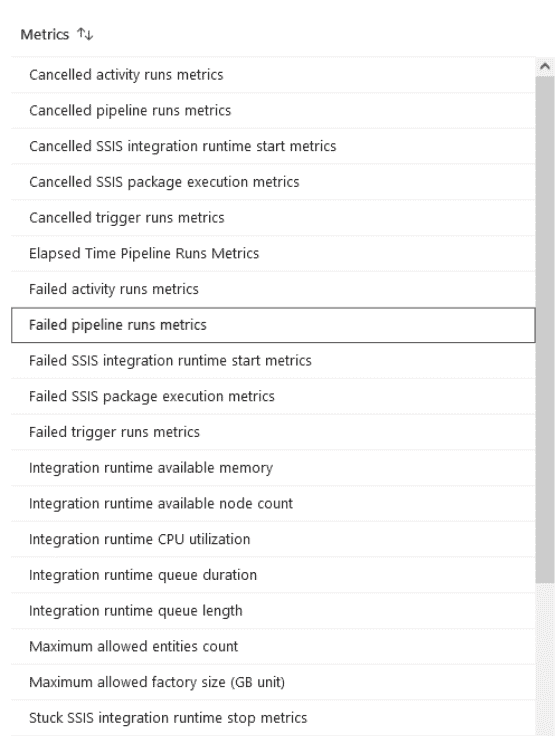 Metrics ↑↓
Cancelled activity runs metrics
Cancelled pipeline runs metrics
Cancelled SSIS integration runtime start metrics
Cancelled SSIS package execution metrics
Cancelled trigger runs metrics
Elapsed Time Pipeline Runs Metrics
Failed activity runs metrics
Failed pipeline runs metrics
Failed SSIS integration runtime start metrics
Failed SSIS package execution metrics
Failed trigger runs metrics
Integration runtime available memory
Integration runtime available node count
Integration runtime CPU utilization
Integration runtime queue duration
Integration runtime queue length
Maximum allowed entities count
Maximum allowed factory size (GB unit)
Stuck SSIS integration runtime stop metrics